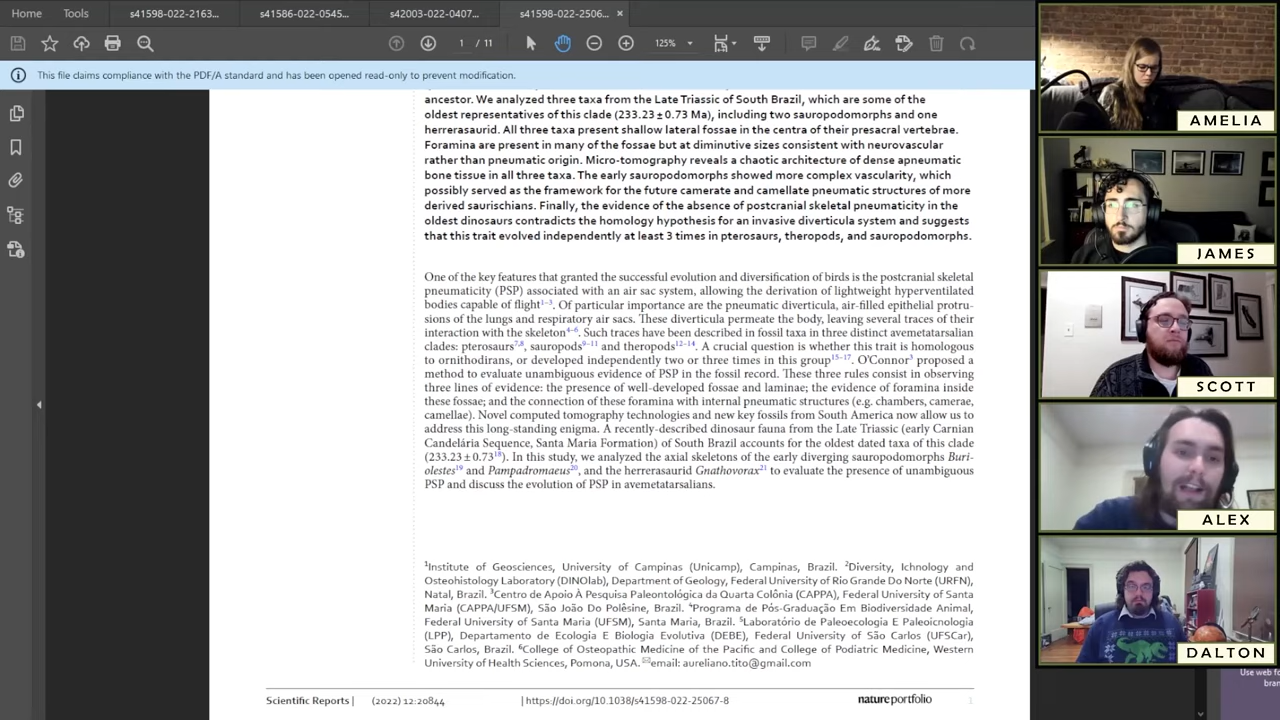 Home Tools s41598-022-2163... s41586-022-0545... s42003-022-0407... s41598-022-2506... ×
1 / 11 125%
This file claims compliance with the PDF/A standard and has been opened read-only to prevent modification.
ancestor. We analyzed three taxa from the Late Triassic of South Brazil, which are some of the
oldest representatives of this clade (233.23 ± 0.73 Ma), including two sauropodomorphs and one
herrerasaurid. All three taxa present shallow lateral fossae in the centra of their presacral vertebrae.
Foramina are present in many of the fossae but at diminutive sizes consistent with neurovascular
rather than pneumatic origin. Micro-tomography reveals a chaotic architecture of dense apneumatic
bone tissue in all three taxa. The early sauropodomorphs showed more complex vascularity, which
possibly served as the framework for the future camerate and camellate pneumatic structures of more
derived saurischians. Finally, the evidence of the absence of postcranial skeletal pneumaticity in the
oldest dinosaurs contradicts the homology hypothesis for an invasive diverticula system and suggests
that this trait evolved independently at least 3 times in pterosaurs, theropods, and sauropodomorphs.
One of the key features that granted the successful evolution and diversification of birds is the postcranial skeletal
pneumaticity (PSP) associated with an air sac system, allowing the derivation of lightweight hyperventilated
bodies capable of flight1–3. Of particular importance are the pneumatic diverticula, air-filled epithelial protru-
sions of the lungs and respiratory air sacs. These diverticula permeate the body, leaving several traces of their
interaction with the skeleton4–6. Such traces have been described in fossil taxa in three distinct avemetatarsalian
clades: pterosaurs7,8, sauropods9–11 and theropods12–14. A crucial question is whether this trait is homologous
to ornithodirans, or developed independently two or three times in this group15–17. O'Connor3 proposed a
method to evaluate unambiguous evidence of PSP in the fossil record. These three rules consist in observing
three lines of evidence: the presence of well-developed fossae and laminae; the evidence of foramina inside
these fossae; and the connection of these foramina with internal pneumatic structures (e.g. chambers, camerae,
camellae). Novel computed tomography technologies and new key fossils from South America now allow us to
address this long-standing enigma. A recently-described dinosaur fauna from the Late Triassic (early Carnian
Candelária Sequence, Santa Maria Formation) of South Brazil accounts for the oldest dated taxa of this clade
(233.23 ± 0.7318). In this study, we analyzed the axial skeletons of the early diverging sauropodomorphs Buri-
olestes19 and Pampadromaeus20, and the herrerasaurid Gnathovorax21 to evaluate the presence of unambiguous
PSP and discuss the evolution of PSP in avemetatarsalians.
1Institute of Geosciences, University of Campinas (Unicamp), Campinas, Brazil. 2Diversity, Ichnology and
Osteohistology Laboratory (DINOlab), Department of Geology, Federal University of Rio Grande Do Norte (URFN),
Natal, Brazil. 3Centro de Apoio À Pesquisa Paleontológica da Quarta Colônia (CAPPA), Federal University of Santa
Maria (CAPPA/UFSM), São João Do Polêsine, Brazil. 4Programa de Pós-Graduação Em Biodiversidade Animal,
Federal University of Santa Maria (UFSM), Santa Maria, Brazil. 5Laboratório de Paleoecologia E Paleoicnologia
(LPP), Departamento de Ecologia E Biologia Evolutiva (DEBE), Federal University of São Carlos (UFSCar),
São Carlos, Brazil. 6College of Osteopathic Medicine of the Pacific and College of Podiatric Medicine, Western
University of Health Sciences, Pomona, USA. email: aureliano.tito@gmail.com
Scientific Reports | (2022) 12:20844 | https://doi.org/10.1038/s41598-022-25067-8 natureportfolio 1
AMELIA
JAMES
SCOTT
ALEX
DALTON
Use web fo
bran